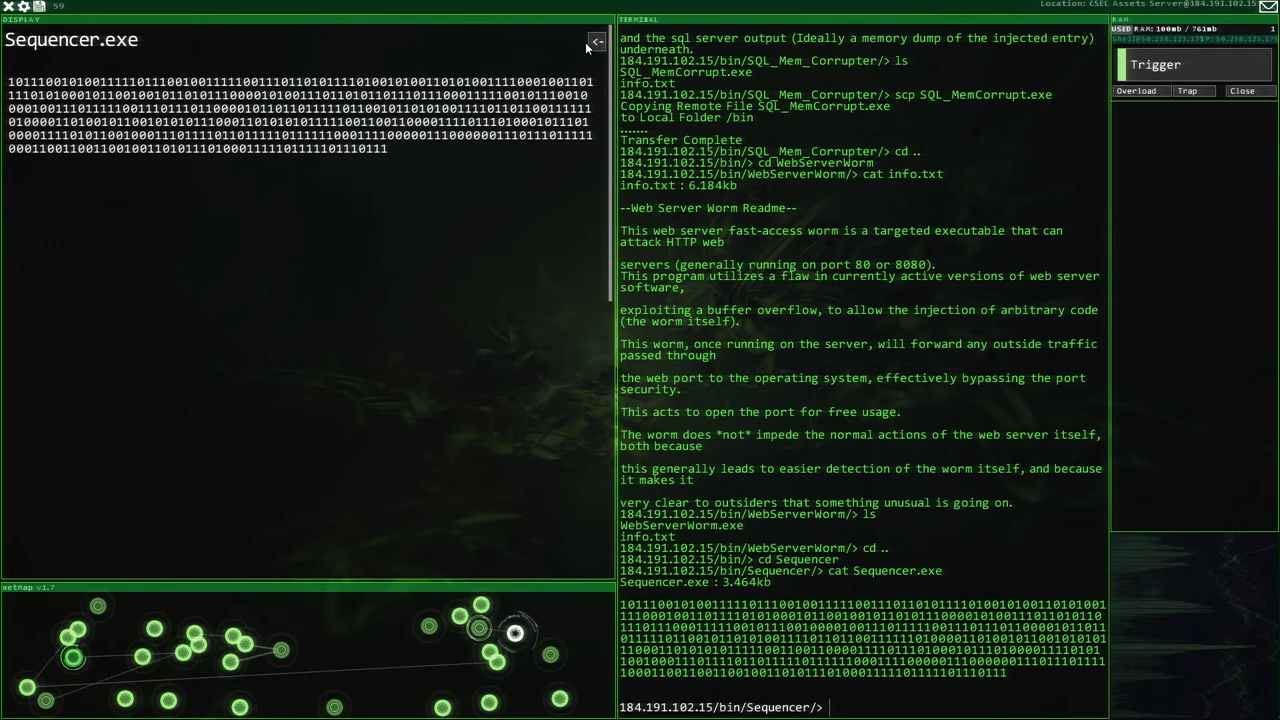 59
Location: CSEC Assets Server@184.191.102.15
DISPLAY
Sequencer.exe
<-
TERMINAL
and the sql server output (Ideally a memory dump of the injected entry)
underneath.
184.191.102.15/bin/SQL_Mem_Corrupter/> ls
SQL_MemCorrupt.exe
info.txt
184.191.102.15/bin/SQL_Mem_Corrupter/> scp SQL_MemCorrupt.exe
Copying Remote File SQL_MemCorrupt.exe
to Local Folder /bin
.......
Transfer Complete
184.191.102.15/bin/SQL_Mem_Corrupter/> cd ..
184.191.102.15/bin/> cd WebServerWorm
184.191.102.15/bin/WebServerWorm/> cat info.txt
info.txt : 6.184kb
--Web Server Worm Readme--
This web server fast-access worm is a targeted executable that can
attack HTTP web
servers (generally running on port 80 or 8080).
This program utilizes a flaw in currently active versions of web server
software,
exploiting a buffer overflow, to allow the injection of arbitrary code
(the worm itself).
This worm, once running on the server, will forward any outside traffic
passed through
the web port to the operating system, effectively bypassing the port
security.
This acts to open the port for free usage.
The worm does *not* impede the normal actions of the web server itself,
both because
this generally leads to easier detection of the worm itself, and because
it makes it
very clear to outsiders that something unusual is going on.
184.191.102.15/bin/WebServerWorm/> ls
WebServerWorm.exe
info.txt
184.191.102.15/bin/WebServerWorm/> cd ..
184.191.102.15/bin/> cd Sequencer
184.191.102.15/bin/Sequencer/> cat Sequencer.exe
Sequencer.exe : 3.464kb
184.191.102.15/bin/Sequencer/>
RAM
USED RAM: 100mb / 761mb 1
Trigger
Overload
Trap
Close
netMap v1.7